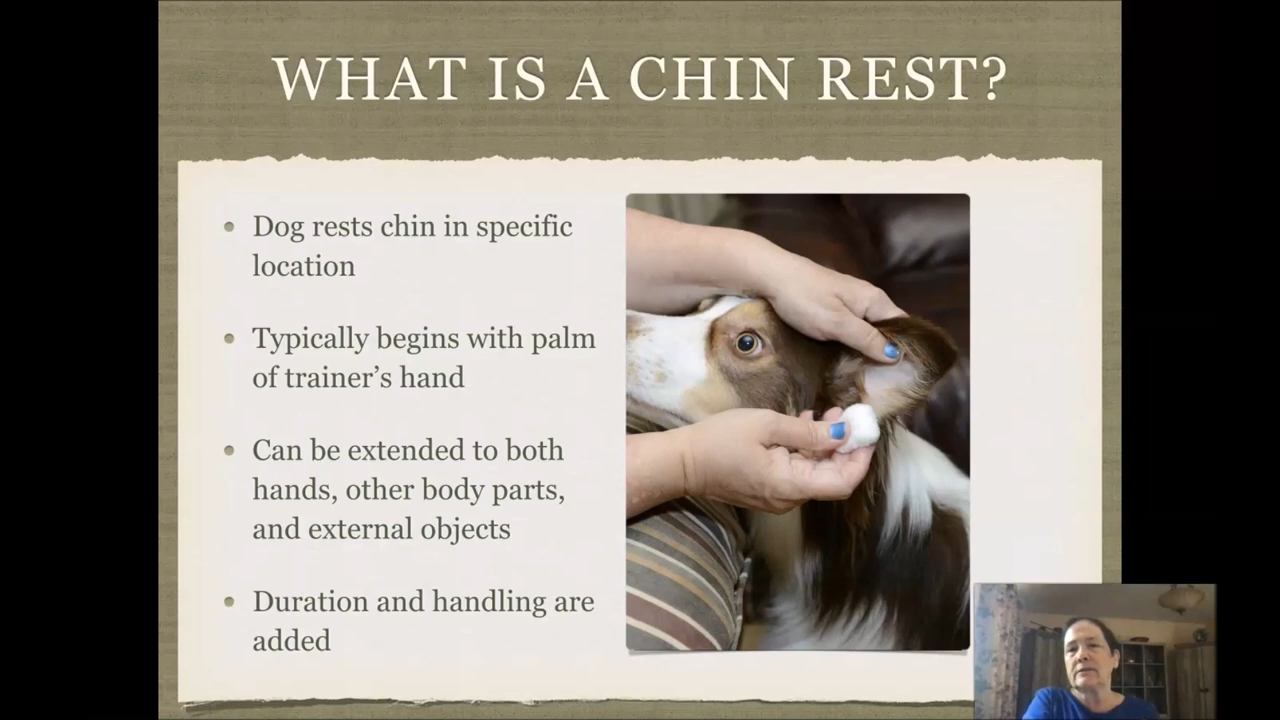 WHAT IS A CHIN REST?
• Dog rests chin in specific
location
• Typically begins with palm
of trainer’s hand
• Can be extended to both
hands, other body parts,
and external objects
• Duration and handling are
added